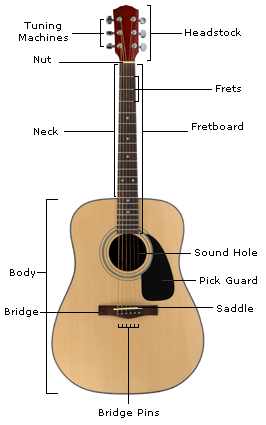 Tuning
Machines
Headstock
Nut
Frets
Neck
Fretboard
Sound Hole
Body
Pick Guard
Bridge
Saddle
Bridge Pins